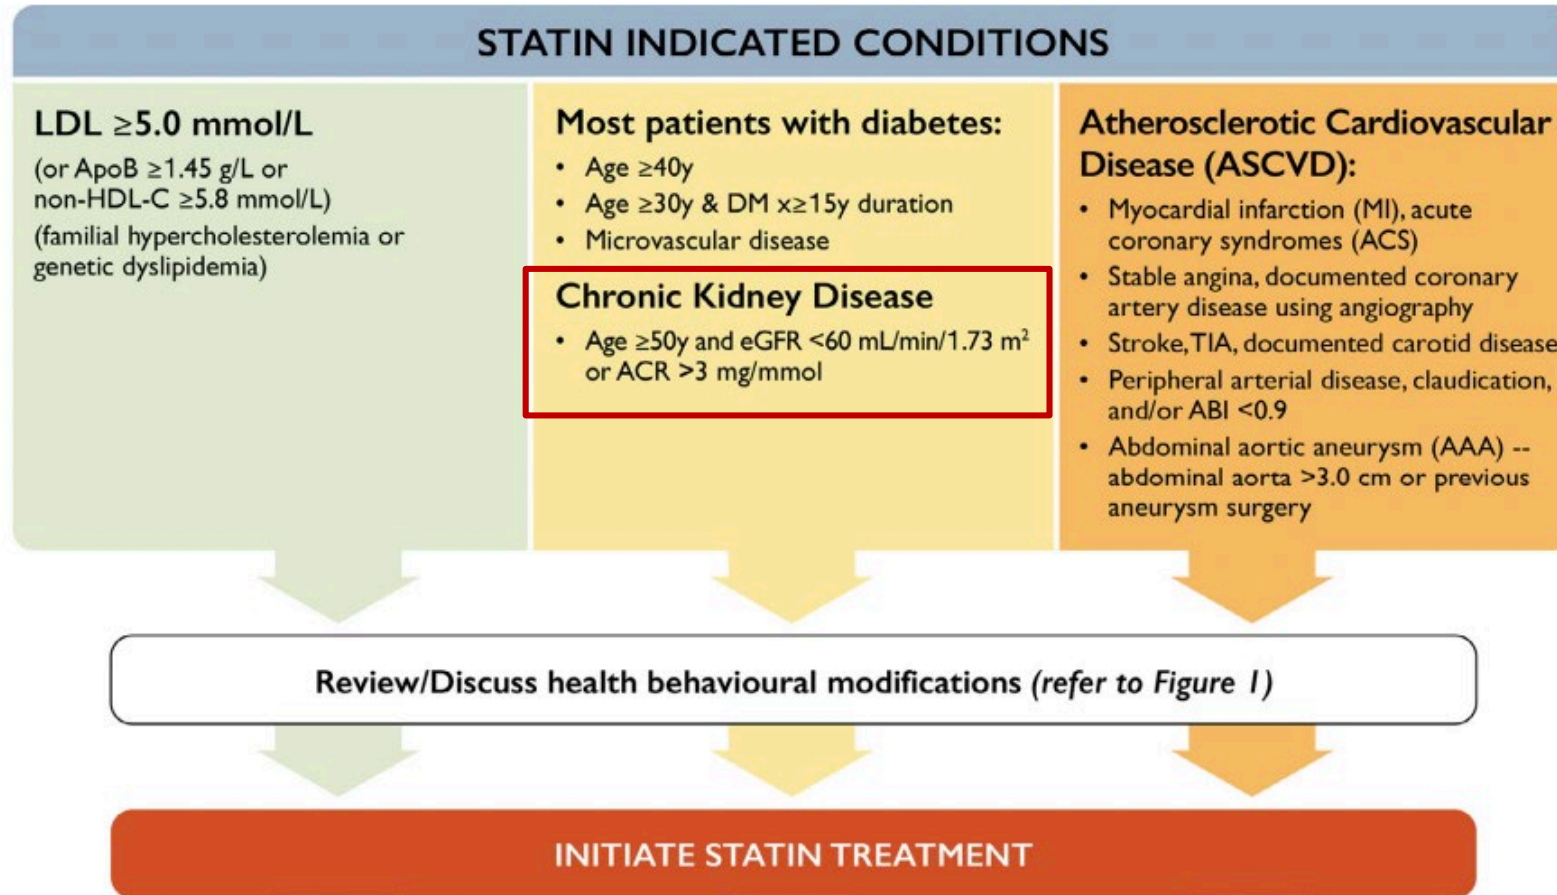 STATIN INDICATED CONDITIONS
LDL ≥5.0 mmol/L
(or ApoB ≥1.45 g/L or
non-HDL-C ≥5.8 mmol/L)
(familial hypercholesterolemia or
genetic dyslipidemia)
Most patients with diabetes:
• Age ≥40y
• Age ≥30y & DM x≥15y duration
• Microvascular disease
Chronic Kidney Disease
• Age ≥50y and eGFR <60 mL/min/1.73 m²
or ACR >3 mg/mmol
Atherosclerotic Cardiovascular
Disease (ASCVD):
• Myocardial infarction (MI), acute
coronary syndromes (ACS)
• Stable angina, documented coronary
artery disease using angiography
• Stroke, TIA, documented carotid disease
• Peripheral arterial disease, claudication,
and/or ABI <0.9
• Abdominal aortic aneurysm (AAA) --
abdominal aorta >3.0 cm or previous
aneurysm surgery
Review/Discuss health behavioural modifications (refer to Figure 1)
INITIATE STATIN TREATMENT